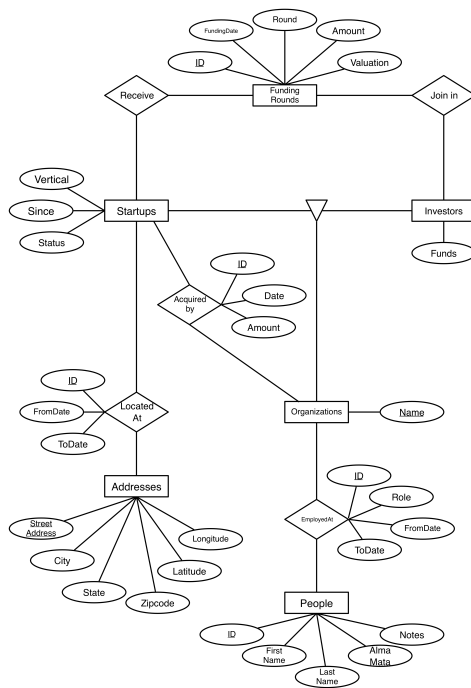 Round
FundingDate
Amount
ID
Valuation
Receive
Funding
Rounds
Join in
Vertical
Since
Startups
Investors
Status
Funds
ID
Acquired
by
Date
Amount
ID
FromDate
Located
At
Organizations
Name
ToDate
Addresses
ID
Role
Street
Address
Longitude
EmployedAt
FromDate
City
Latitude
ToDate
State
Zipcode
People
ID
Notes
First
Name
Alma
Mata
Last
Name